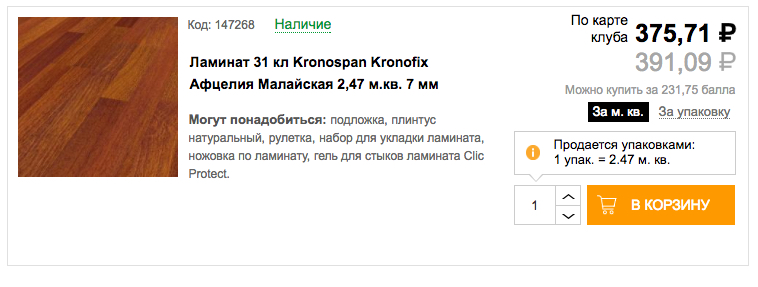 Код: 147268
Наличие
Ламинат 31 кл Kronospan Kronofix
Афцелия Малайская 2,47 м.кв. 7 мм
Могут понадобиться: подложка, плинтус
натуральный, рулетка, набор для укладки ламината,
ножовка по ламинату, гель для стыков ламината Clic
Protect.
По карте
клуба
375,71 ₽
391,09 ₽
Можно купить за 231,75 балла
За м. кв.
За упаковку
Продается упаковками:
1 упак. = 2.47 м. кв.
1
В КОРЗИНУ